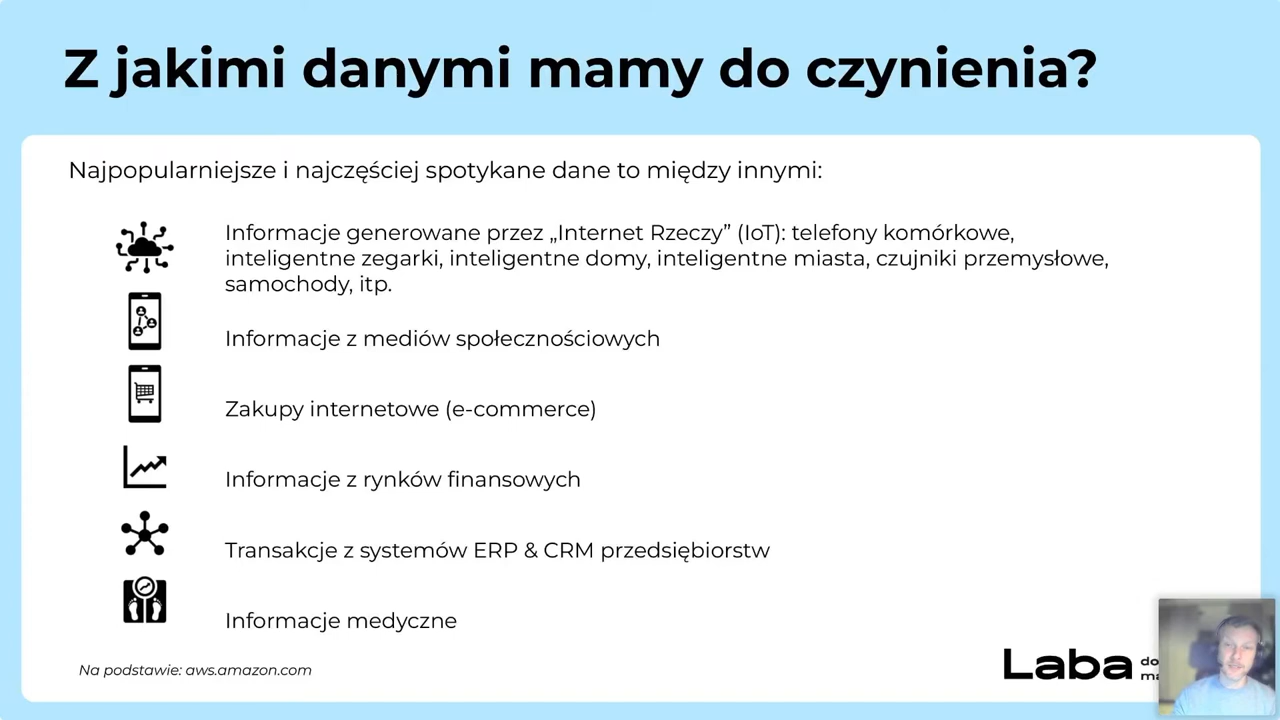 Z jakimi danymi mamy do czynienia?
Najpopularniejsze i najczęściej spotykane dane to między innymi:
Informacje generowane przez „Internet Rzeczy” (IoT): telefony komórkowe,
inteligentne zegarki, inteligentne domy, inteligentne miasta, czujniki przemysłowe,
samochody, itp.
Informacje z mediów społecznościowych
Zakupy internetowe (e-commerce)
Informacje z rynków finansowych
Transakcje z systemów ERP & CRM przedsiębiorstw
Informacje medyczne
Na podstawie: aws.amazon.com
Laba